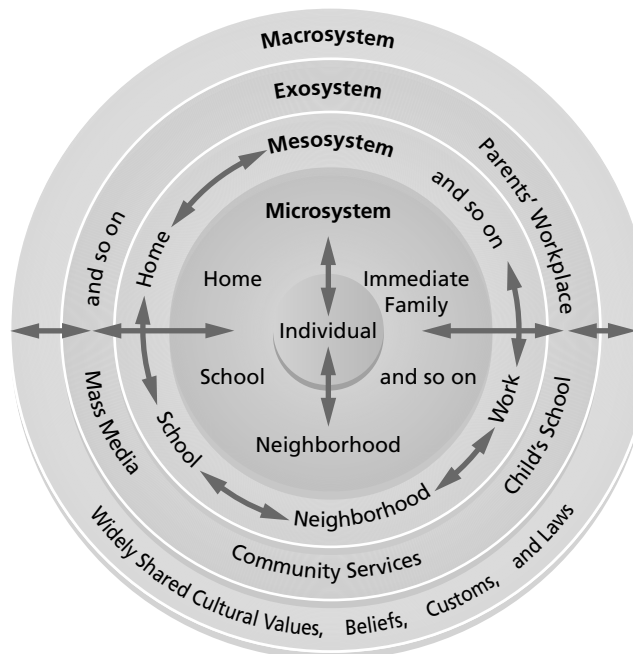 Macrosystem
Exosystem
Mesosystem
Microsystem
and so on
Parents' Workplace
and so on
Home
Home
Immediate
Family
Individual
School
and so on
Neighborhood
Mass Media
School
Work
Child's School
Neighborhood
Community Services
Widely Shared Cultural Values, Beliefs, Customs, and Laws